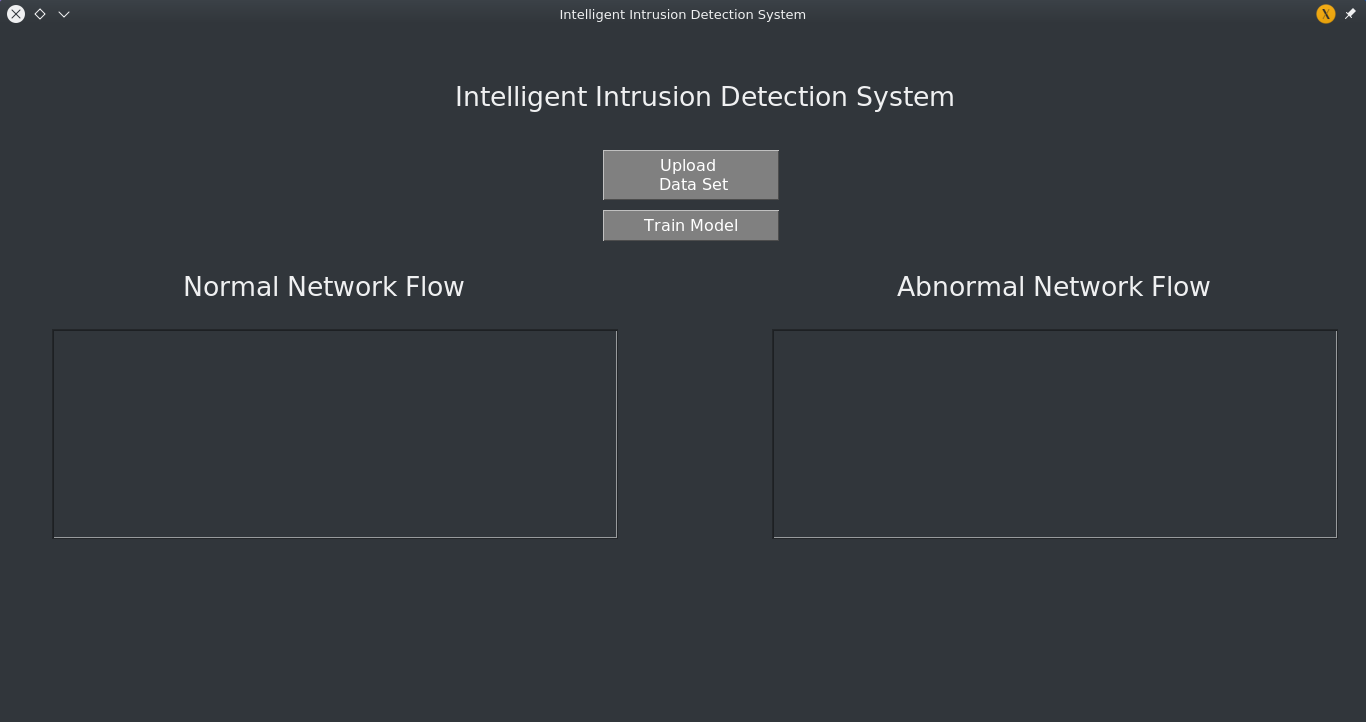 Intelligent Intrusion Detection System
Intelligent Intrusion Detection System
Upload
Data Set
Train Model
Normal Network Flow
Abnormal Network Flow